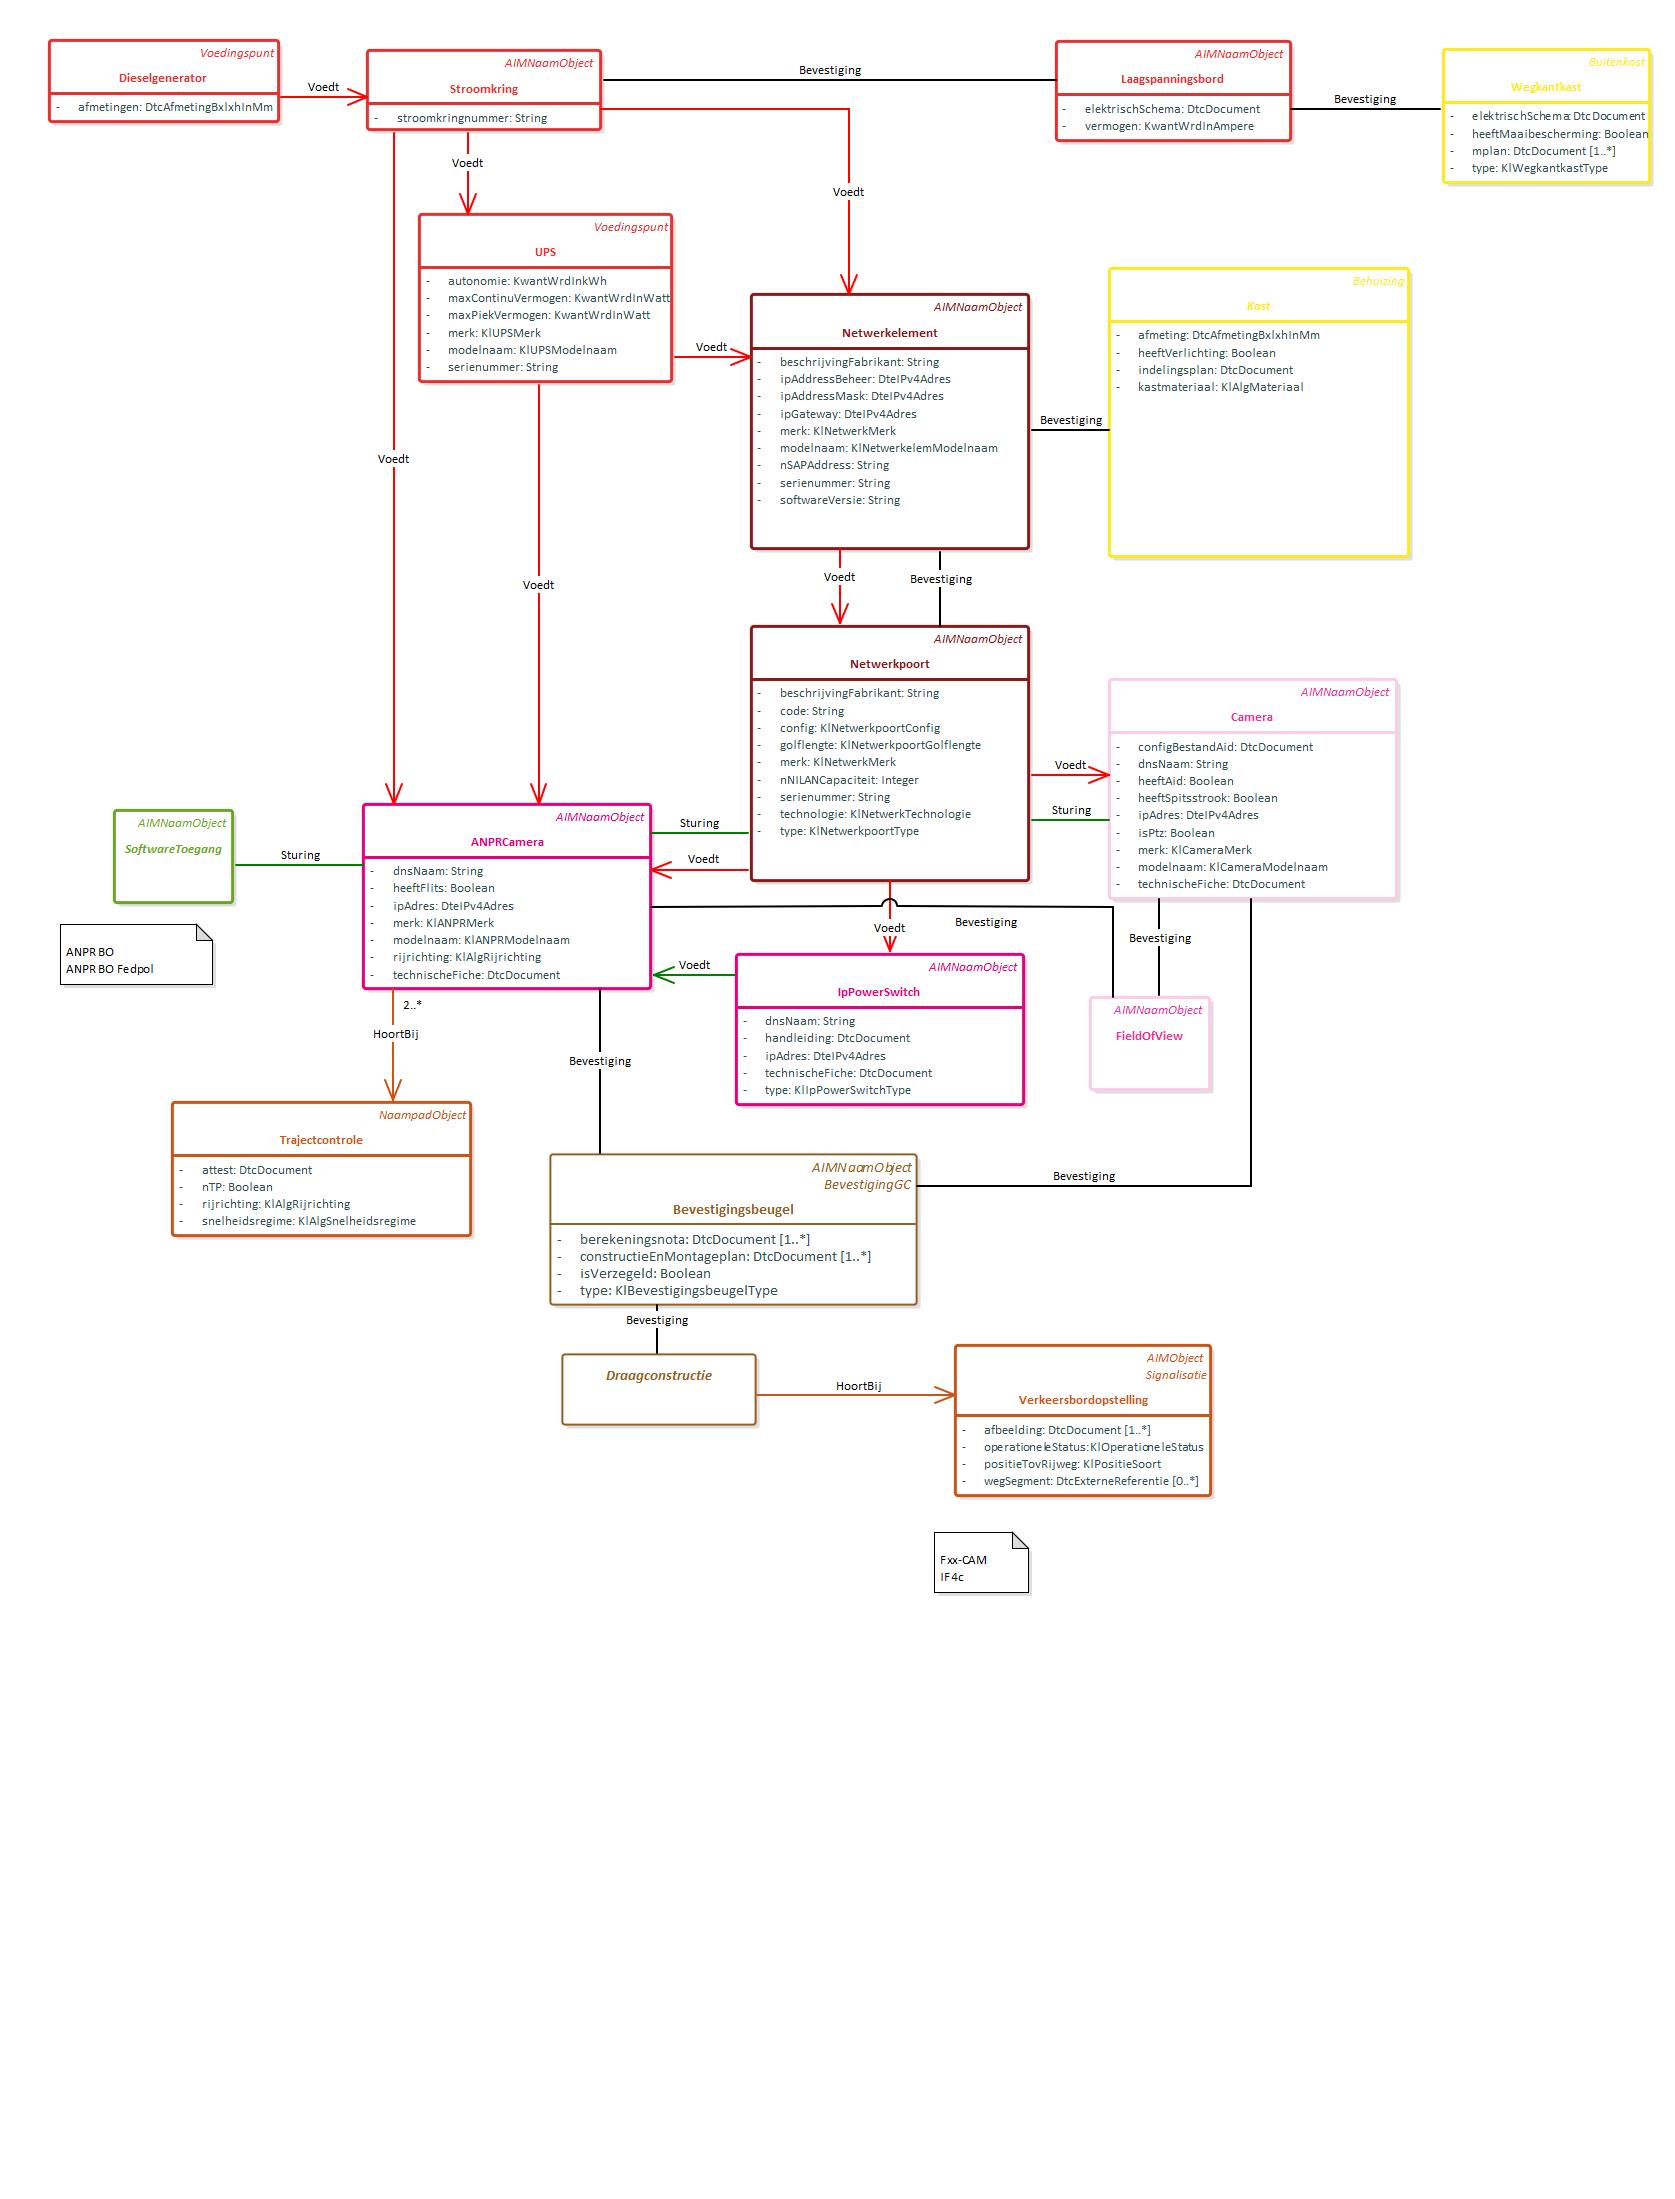 Voedingspunt
Dieselgenerator
- afmetingen: DtcAfmetingBxlxhInMm
Voedt
AIMNaamObject
Stroomkring
- stroomkringnummer: String
Bevestiging
AIMNaamObject
Laagspanningsbord
- elektrischSchema: DtcDocument
- vermogen: KwantWrdInAmpere
Bevestiging
Buitenkast
Wegkantkast
- elektrischSchema: DtcDocument
- heeftMaaibescherming: Boolean
- mplan: DtcDocument [1..*]
- type: KlWegkantkastType
Voedt
Voedt
Voedingspunt
UPS
- autonomie: KwantWrdInkWh
- maxContinuVermogen: KwantWrdInWatt
- maxPiekVermogen: KwantWrdInWatt
- merk: KlUPSMerk
- modelnaam: KlUPSModelnaam
- serienummer: String
Voedt
AIMNaamObject
Netwerkelement
- beschrijvingFabrikant: String
- ipAddressBeheer: DteIPv4Adres
- ipAddressMask: DteIPv4Adres
- ipGateway: DteIPv4Adres
- merk: KlNetwerkMerk
- modelnaam: KlNetwerkelemModelnaam
- nSAPAddress: String
- serienummer: String
- softwareVersie: String
Bevestiging
Behuizing
Kast
- afmeting: DtcAfmetingBxlxhInMm
- heeftVerlichting: Boolean
- indelingsplan: DtcDocument
- kastmateriaal: KlAlgMateriaal
Voedt
Voedt
Voedt
Bevestiging
AIMNaamObject
Netwerkpoort
- beschrijvingFabrikant: String
- code: String
- config: KlNetwerkpoortConfig
- golflengte: KlNetwerkpoortGolflengte
- merk: KlNetwerkMerk
- nNILANCapaciteit: Integer
- serienummer: String
- technologie: KlNetwerkTechnologie
- type: KlNetwerkpoortType
Voedt
Sturing
AIMNaamObject
Camera
- configBestandAid: DtcDocument
- dnsNaam: String
- heeftAid: Boolean
- heeftSpitsstrook: Boolean
- ipAdres: DteIPv4Adres
- isPtz: Boolean
- merk: KlCameraMerk
- modelnaam: KlCameraModelnaam
- technischeFiche: DtcDocument
AIMNaamObject
SoftwareToegang
Sturing
AIMNaamObject
ANPRCamera
- dnsNaam: String
- heeftFlits: Boolean
- ipAdres: DteIPv4Adres
- merk: KlANPRMerk
- modelnaam: KlANPRModelnaam
- rijrichting: KlAlgRijrichting
- technischeFiche: DtcDocument
Sturing
Voedt
ANPR BO
ANPR BO Fedpol
Voedt
Bevestiging
Bevestiging
Voedt
AIMNaamObject
IpPowerSwitch
- dnsNaam: String
- handleiding: DtcDocument
- ipAdres: DteIPv4Adres
- technischeFiche: DtcDocument
- type: KlIpPowerSwitchType
AIMNaamObject
FieldOfView
2..*
HoortBij
Bevestiging
NaampadObject
Trajectcontrole
- attest: DtcDocument
- nTP: Boolean
- rijrichting: KlAlgRijrichting
- snelheidsregime: KlAlgSnelheidsregime
AIMNaamObject
BevestigingGC
Bevestigingsbeugel
- berekeningsnota: DtcDocument [1..*]
- constructieEnMontageplan: DtcDocument [1..*]
- isVerzegeld: Boolean
- type: KlBevestigingsbeugelType
Bevestiging
Bevestiging
Draagconstructie
HoortBij
AIMObject
Signalisatie
Verkeersbordopstelling
- afbeelding: DtcDocument [1..*]
- operationeleStatus: KlOperationeleStatus
- positieTovRijweg: KlPositieSoort
- wegSegment: DtcExterneReferentie [0..*]
Fxx-CAM
IF4c